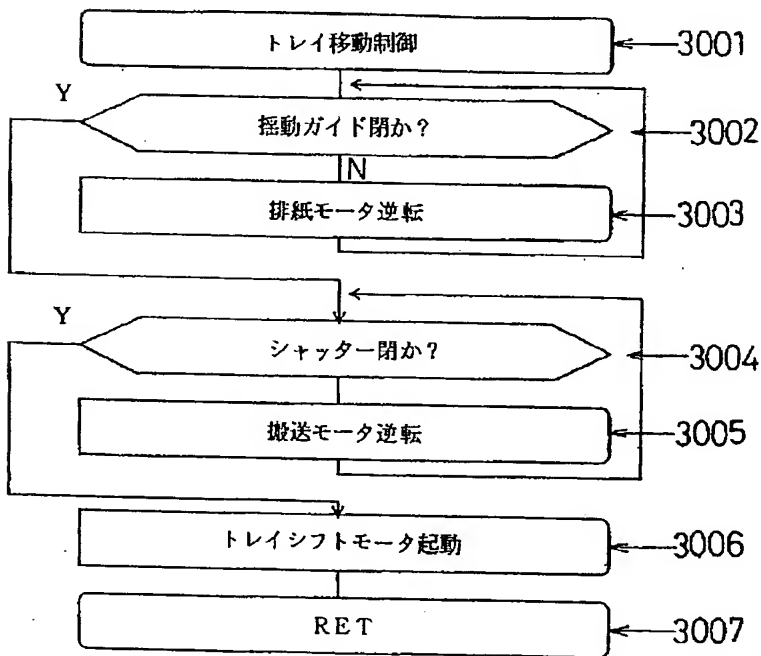 トレイ移動制御 3001
Y
揺動ガイド閉か? 3002
N
排紙モータ逆転 3003
Y
シャッター閉か? 3004
搬送モータ逆転 3005
トレイシフトモータ起動 3006
RET 3007